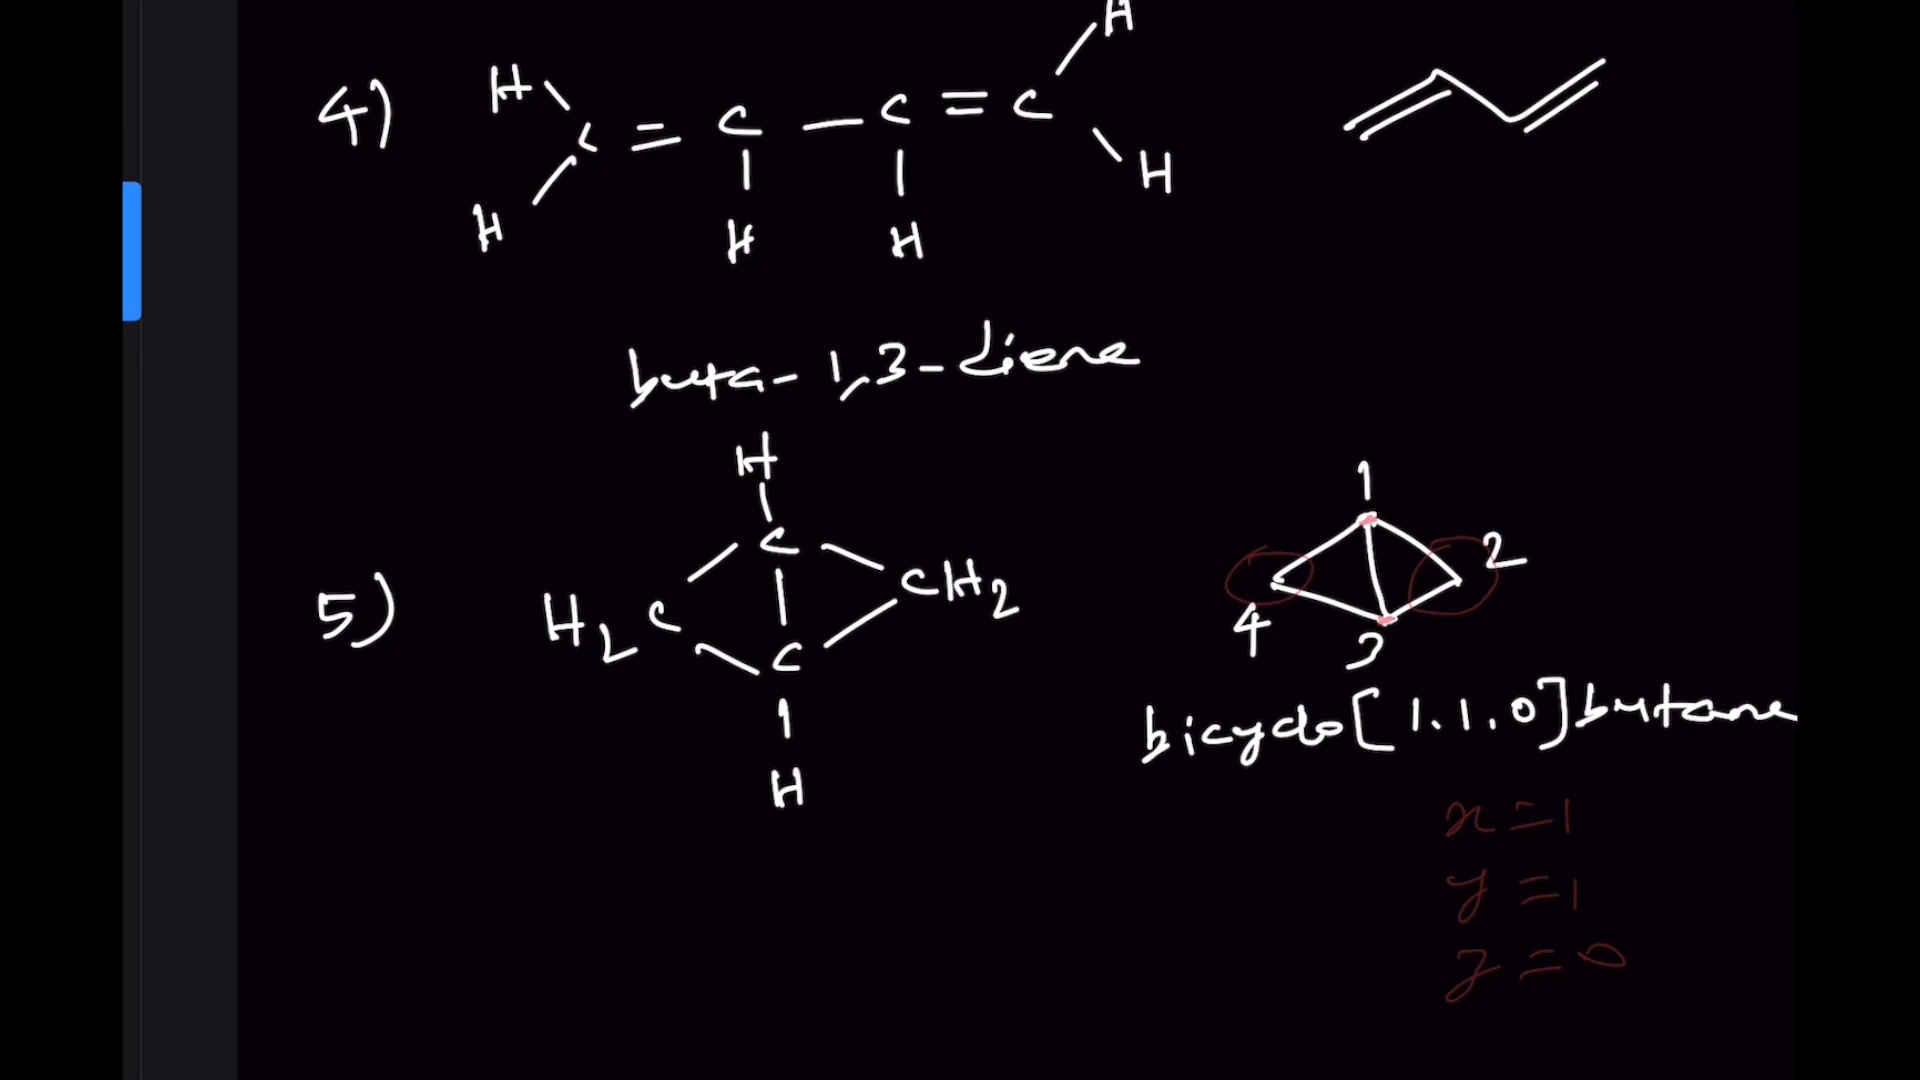 H
4) H C = C — C = C
H H H H
buta-1,3-diene
H
C 1
5) H2C CH2 2
C 4 3
H bicyclo[1.1.0]butane
x=1
y=1
z=0